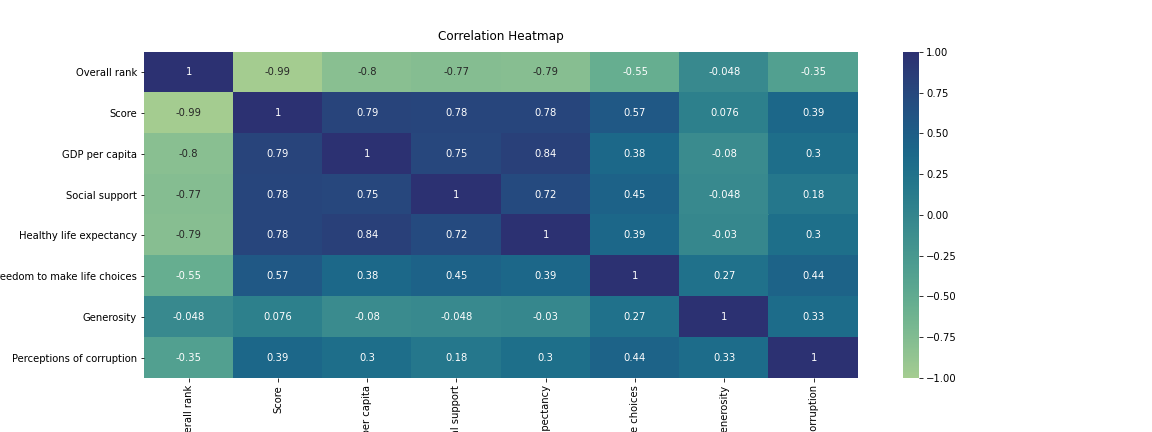 Correlation Heatmap
Overall rank 1 -0.99 -0.8 -0.77 -0.79 -0.55 -0.048 -0.35
Score -0.99 1 0.79 0.78 0.78 0.57 0.076 0.39
GDP per capita -0.8 0.79 1 0.75 0.84 0.38 -0.08 0.3
Social support -0.77 0.78 0.75 1 0.72 0.45 -0.048 0.18
Healthy life expectancy -0.79 0.78 0.84 0.72 1 0.39 -0.03 0.3
eedom to make life choices -0.55 0.57 0.38 0.45 0.39 1 0.27 0.44
Generosity -0.048 0.076 -0.08 -0.048 -0.03 0.27 1 0.33
Perceptions of corruption -0.35 0.39 0.3 0.18 0.3 0.44 0.33 1
erall rank
Score
er capita
l support
pectancy
e choices
enerosity
orruption
1.00
0.75
0.50
0.25
0.00
−0.25
−0.50
−0.75
−1.00